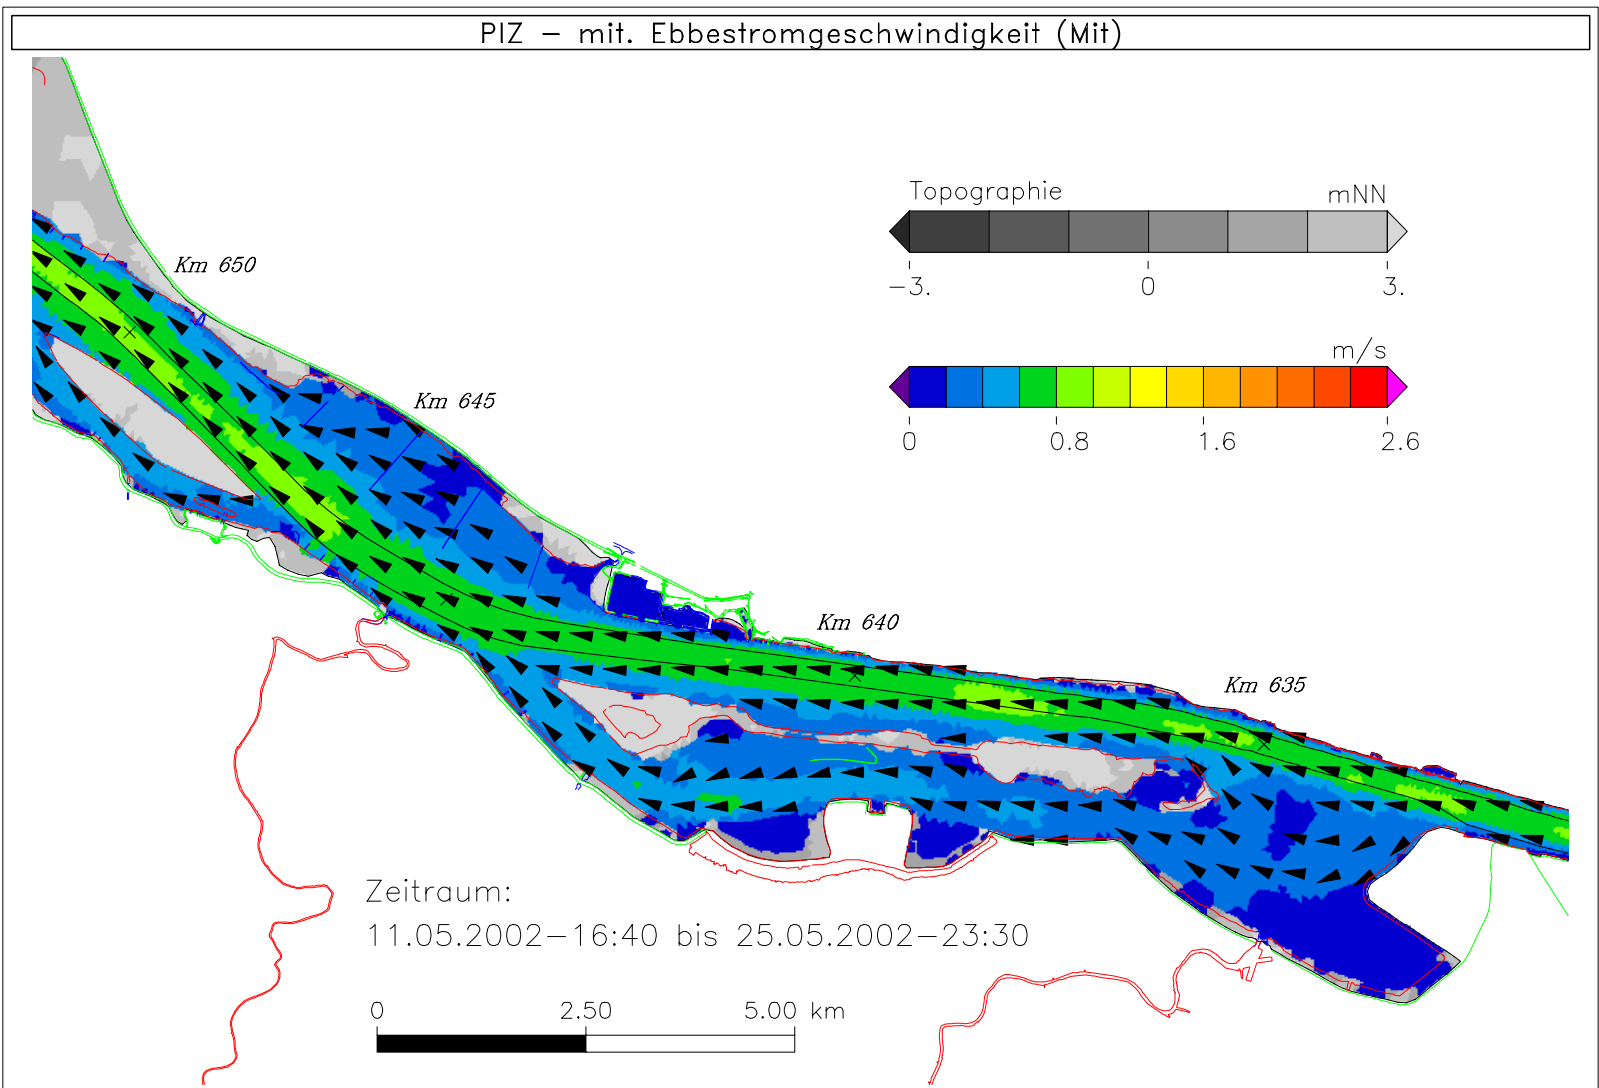 PIZ - mit. Ebbestromgeschwindigkeit (Mit)
Topographie mNN
-3. 0 3.
Km 650
m/s
0 0.8 1.6 2.6
Km 645
Km 640
Km 635
Zeitraum:
11.05.2002-16:40 bis 25.05.2002-23:30
0 2.50 5.00 km